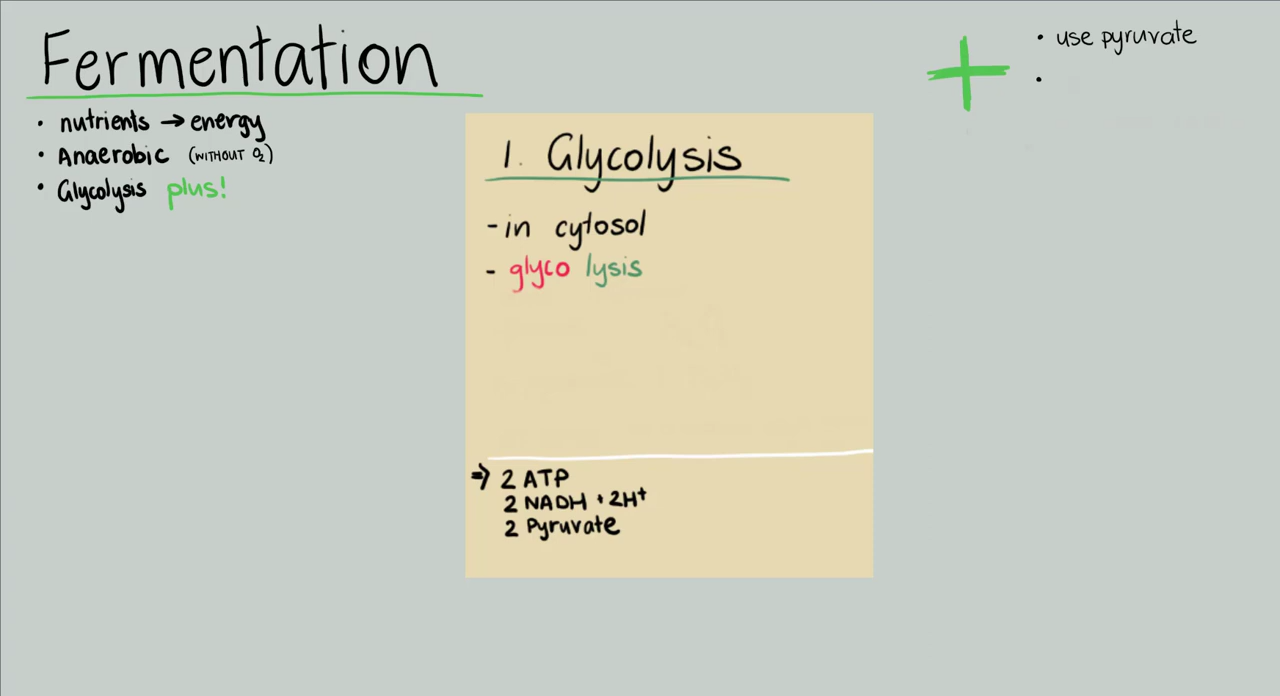 Fermentation
• nutrients → energy
• Anaerobic (WITHOUT O₂)
• Glycolysis plus!
1. Glycolysis
- in cytosol
- glyco lysis
⇒ 2 ATP
2 NADH + 2H⁺
2 Pyruvate
+
• use pyruvate
•